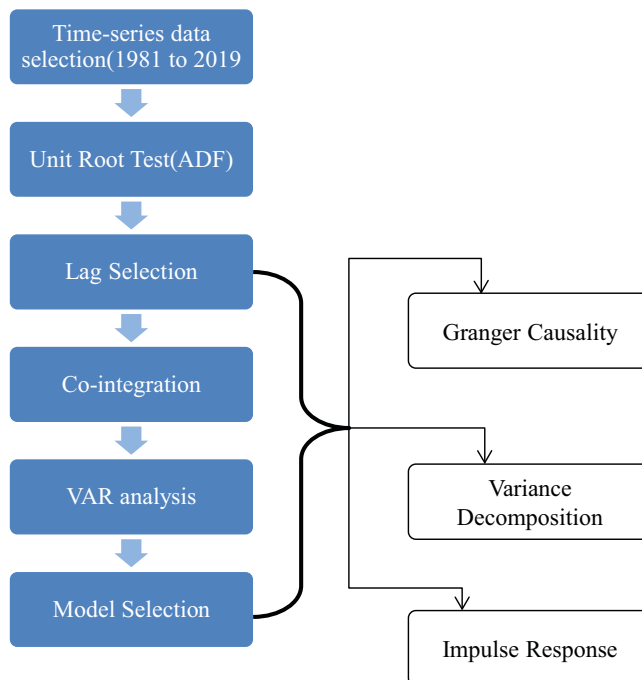 Time-series data
selection(1981 to 2019
Unit Root Test(ADF)
Lag Selection
Co-integration
VAR analysis
Model Selection
Granger Causality
Variance
Decomposition
Impulse Response